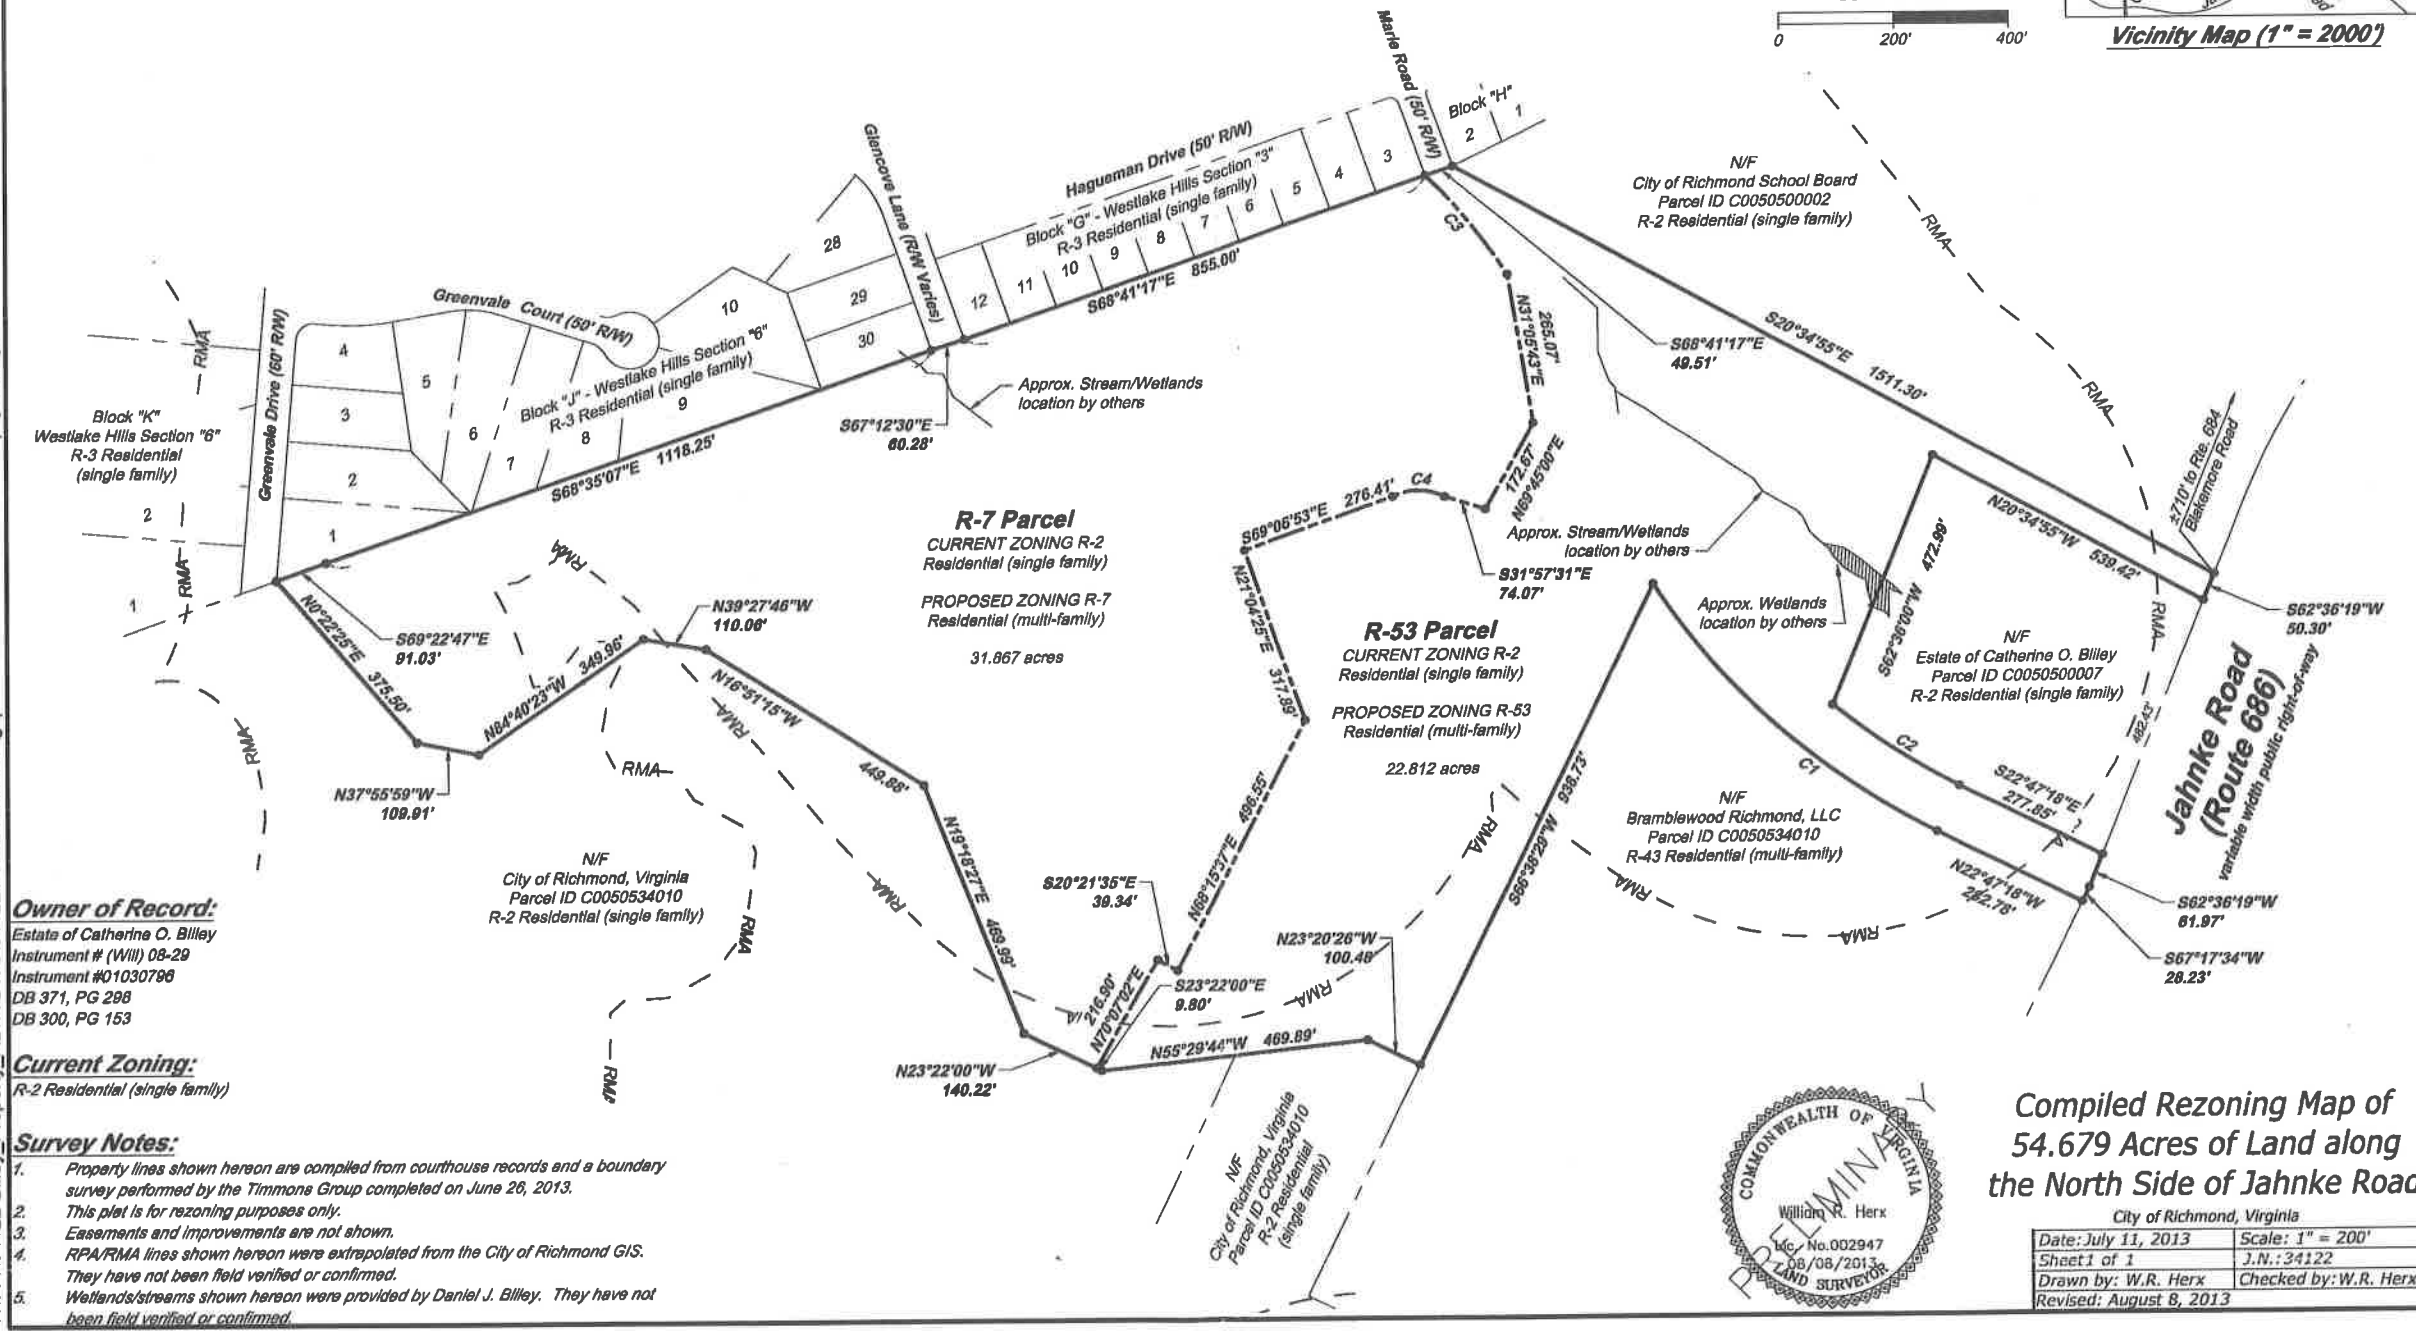 0 200' 400'
Vicinity Map (1" = 2000')
Marie Road (50' R/W)
Block "H"
2
1
Glencove Lane (R/W Varies)
Hagueman Drive (50' R/W)
Block "G" - Westlake Hills Section "3"
R-3 Residential (single family)
3
4
5
6
7
8
9
10
11
12
28
29
30
N/F
City of Richmond School Board
Parcel ID C0050500002
R-2 Residential (single family)
RMA
RMA
RMA
RMA
RMA
RMA
Greenvale Drive (60' R/W)
Greenvale Court (50' R/W)
Block "J" - Westlake Hills Section "6"
R-3 Residential (single family)
10
9
8
7
6
5
4
3
2
1
Block "K"
Westlake Hills Section "6"
R-3 Residential
(single family)
2
1
S68°41'17"E 855.00'
S68°35'07"E 1118.25'
S67°12'30"E
60.28'
Approx. Stream/Wetlands
location by others
C3
N31°05'43"E
265.07'
S68°41'17"E
49.51'
S20°34'55"E 1511.30'
±710' to Rte. 684
Blakemore Road
N20°34'55"W 539.42'
S62°36'00"W 472.99'
S62°36'19"W
50.30'
N69°45'00"E
172.67'
S69°06'53"E 276.41'
C4
S31°57'31"E
74.07'
Approx. Stream/Wetlands
location by others
Approx. Wetlands
location by others
N/F
Estate of Catherine O. Bliley
Parcel ID C0050500007
R-2 Residential (single family)
Jahnke Road
(Route 686)
variable width public right-of-way
482.43'
R-7 Parcel
CURRENT ZONING R-2
Residential (single family)
PROPOSED ZONING R-7
Residential (multi-family)
31.867 acres
R-53 Parcel
CURRENT ZONING R-2
Residential (single family)
PROPOSED ZONING R-53
Residential (multi-family)
22.812 acres
N21°04'25"E 317.89'
N68°15'37"E 496.55'
S66°38'29"W 938.73'
C1
C2
S22°47'18"E
277.85'
N/F
Bramblewood Richmond, LLC
Parcel ID C0050534010
R-43 Residential (multi-family)
N22°47'18"W
S62°36'19"W
61.97'
S67°17'34"W
28.23'
RMA
RMA
RMA
RMA
RMA
RMA
RMA
RMA
RMA
RMA
N0°22'25"E 375.50'
S69°22'47"E
91.03'
N39°27'46"W
110.06'
N84°40'23"W 349.96'
N37°55'59"W
109.91'
N16°51'15"W
449.88'
N19°18'27"E 469.99'
N/F
City of Richmond, Virginia
Parcel ID C0050534010
R-2 Residential (single family)
S20°21'35"E
39.34'
N70°07'02"E
216.90'
S23°22'00"E
9.80'
N23°22'00"W
140.22'
N55°29'44"W 469.89'
N23°20'26"W
100.48'
N/F
City of Richmond, Virginia
Parcel ID C0050534010
R-2 Residential
(single family)
Owner of Record:
Estate of Catherine O. Bliley
Instrument # (Will) 08-29
Instrument #01030796
DB 371, PG 298
DB 300, PG 153
Current Zoning:
R-2 Residential (single family)
Survey Notes:
1. Property lines shown hereon are compiled from courthouse records and a boundary
survey performed by the Timmons Group completed on June 26, 2013.
2. This plat is for rezoning purposes only.
3. Easements and improvements are not shown.
4. RPA/RMA lines shown hereon were extrapolated from the City of Richmond GIS.
They have not been field verified or confirmed.
5. Wetlands/streams shown hereon were provided by Daniel J. Bliley. They have not
been field verified or confirmed.
COMMONWEALTH OF VIRGINIA
PRELIMINARY
William R. Herx
Lic. No.002947
08/08/2013
LAND SURVEYOR
Compiled Rezoning Map of
54.679 Acres of Land along
the North Side of Jahnke Road
City of Richmond, Virginia
Date: July 11, 2013 Scale: 1" = 200'
Sheet 1 of 1 J.N.: 34122
Drawn by: W.R. Herx Checked by: W.R. Herx
Revised: August 8, 2013